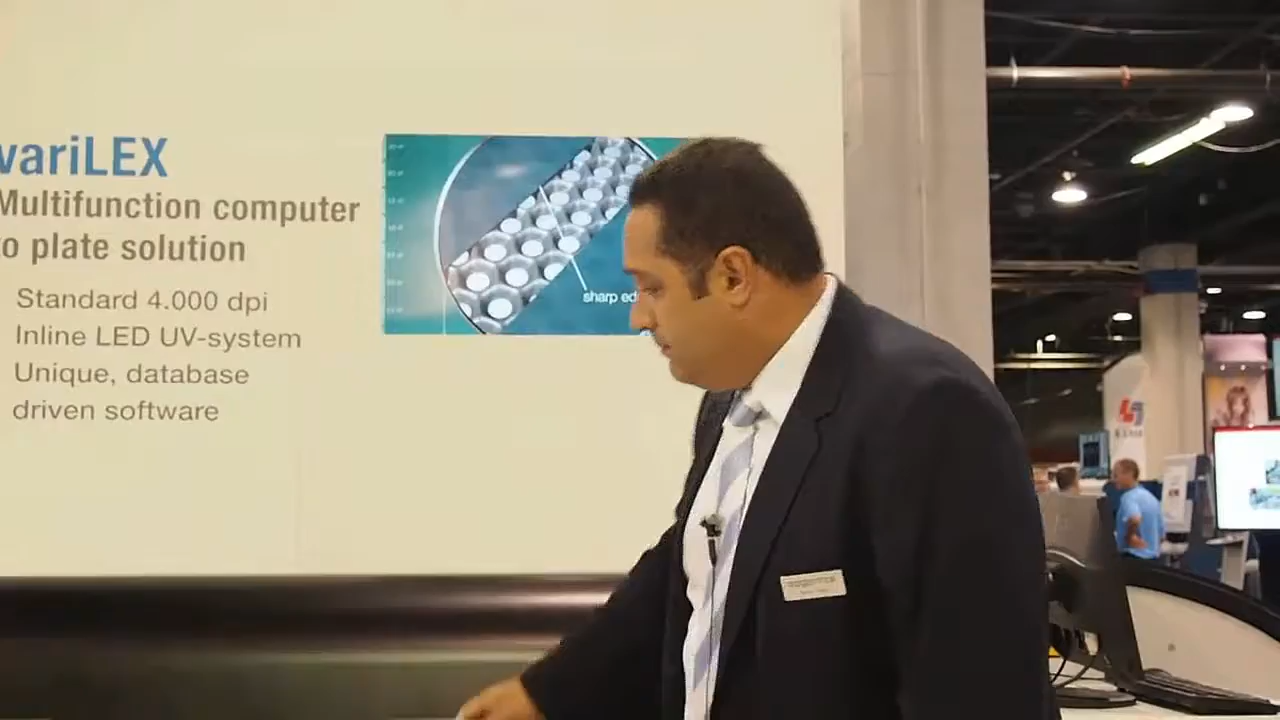 variLEX
Multifunction computer
to plate solution
Standard 4.000 dpi
Inline LED UV-system
Unique, database
driven software
sharp ed